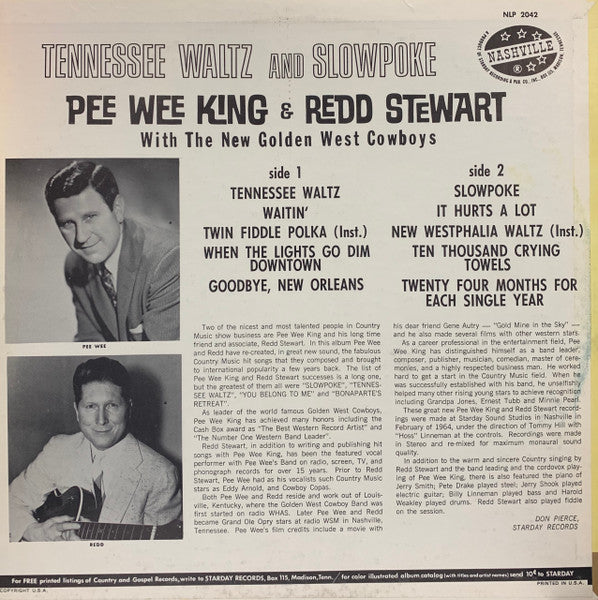 NLP 2042
TENNESSEE WALTZ AND SLOWPOKE
NASHVILLE
PEE WEE KING & REDD STEWART
With The New Golden West Cowboys
side 1
TENNESSEE WALTZ
WAITIN'
TWIN FIDDLE POLKA (Inst.)
WHEN THE LIGHTS GO DIM
DOWNTOWN
GOODBYE, NEW ORLEANS
side 2
SLOWPOKE
IT HURTS A LOT
NEW WESTPHALIA WALTZ (Inst.)
TEN THOUSAND CRYING
TOWELS
TWENTY FOUR MONTHS FOR
EACH SINGLE YEAR
PEE WEE
REDD
Two of the nicest and most talented people in Country
Music show business are Pee Wee King and his long time
friend and associate, Redd Stewart. In this album Pee Wee
and Redd have re-created, in great new sound, the fabulous
Country Music hit songs that they composed and brought
to international popularity a few years back. The list of
Pee Wee King and Redd Stewart successes is a long one,
but the greatest of them all were "SLOWPOKE", "TENNES-
SEE WALTZ", "YOU BELONG TO ME" and "BONAPARTE'S
RETREAT".
As leader of the world famous Golden West Cowboys,
Pee Wee King has achieved many honors including the
Cash Box award as "The Best Western Record Artist" and
"The Number One Western Band Leader".
Redd Stewart, in addition to writing and publishing hit
songs with Pee Wee King, has been the featured vocal
performer with Pee Wee's Band on radio, screen, TV, and
phonograph records for over 15 years. Prior to Redd
Stewart, Pee Wee had as his vocalists such Country Music
stars as Eddy Arnold, and Cowboy Copas.
Both Pee Wee and Redd reside and work out of Louis-
ville, Kentucky, where the Golden West Cowboy Band was
first started on radio WHAS. Later Pee Wee and Redd
became Grand Ole Opry stars at radio WSM in Nashville,
Tennessee. Pee Wee's film credits include a movie with
his dear friend Gene Autry — "Gold Mine in the Sky" —
and he also made several films with other western stars.
As a career professional in the entertainment field, Pee
Wee King has distinguished himself as a band leader,
composer, publisher, musician, comedian, master of cere-
monies, and a highly respected business man. He worked
hard to get a start in the Country Music field. When he
was successfully established with his band, he unselfishly
helped many other rising young stars to achieve recognition
including Grandpa Jones, Ernest Tubb and Minnie Pearl.
These great new Pee Wee King and Redd Stewart record-
ings were made at Starday Sound Studios in Nashville in
February of 1964, under the direction of Tommy Hill with
"Hoss" Linneman at the controls. Recordings were made
in Stereo and re-mixed for maximum monaural sound
quality.
In addition to the warm and sincere Country singing by
Redd Stewart and the band leading and the cordovox play-
ing of Pee Wee King, there is also featured the piano of
Jerry Smith; Pete Drake played steel; Jerry Shook played
electric guitar; Billy Linneman played bass and Harold
Weakley played drums. Redd Stewart also played fiddle
on the session.
DON PIERCE,
STARDAY RECORDS
For FREE printed listings of Country and Gospel Records, write to STARDAY RECORDS, Box 115, Madison, Tenn. / for color illustrated album catalog (with titles and artist names) send 10¢ to STARDAY
COPYRIGHT U.S.A.
PRINTED IN U.S.A.